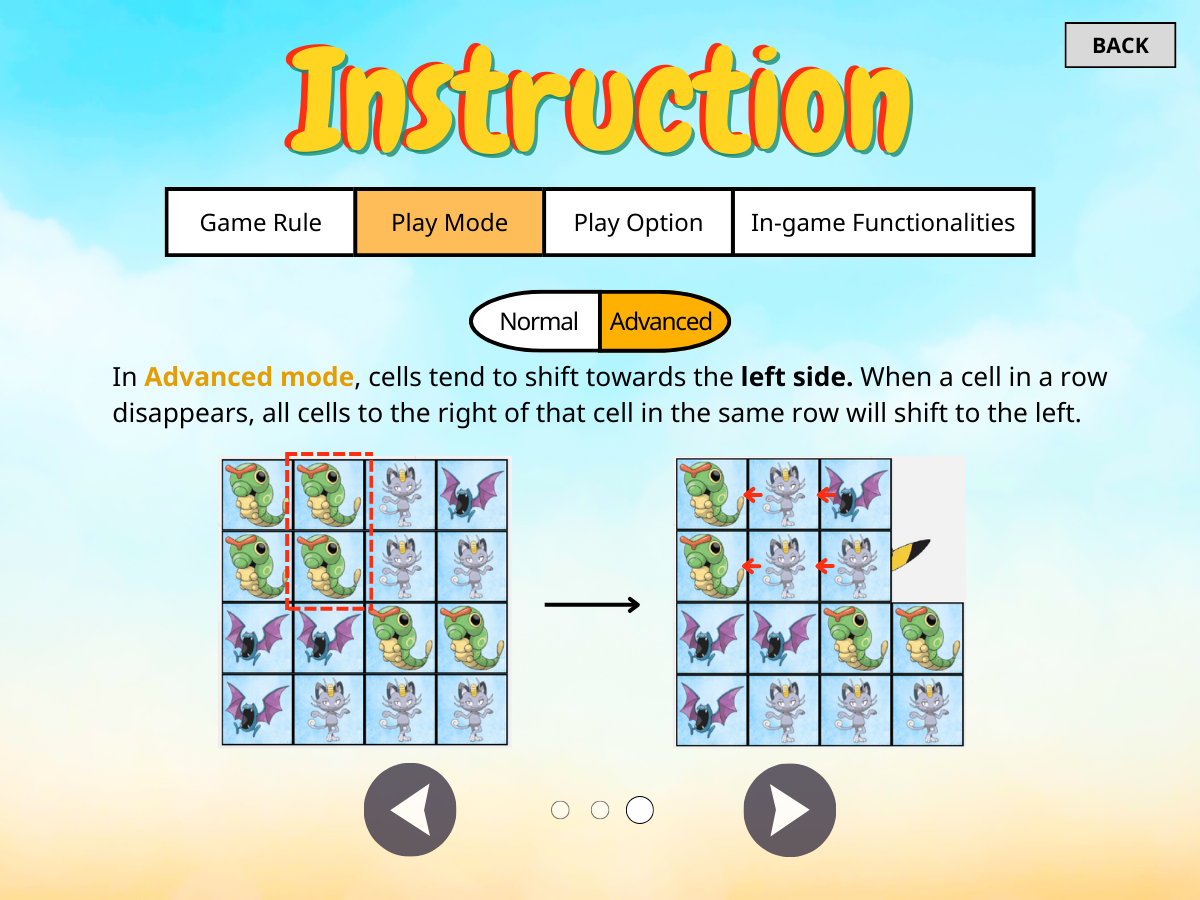 BACK
Instruction
Game Rule
Play Mode
Play Option
In-game Functionalities
Normal
Advanced
In Advanced mode, cells tend to shift towards the left side. When a cell in a row
disappears, all cells to the right of that cell in the same row will shift to the left.